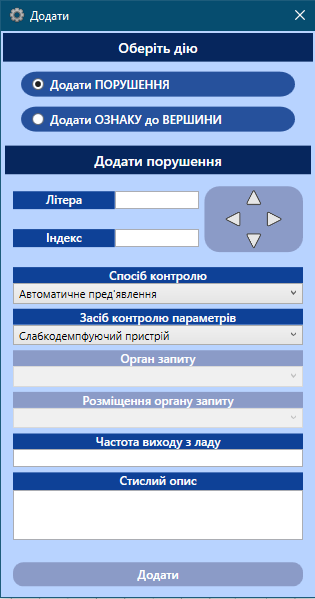 Додати
Оберіть дію
Додати ПОРУШЕННЯ
Додати ОЗНАКУ до ВЕРШИНИ
Додати порушення
Літера
Індекс
Спосіб контролю
Автоматичне пред'явлення
Засіб контролю параметрів
Слабкодемпфуючий пристрій
Орган запиту
Розміщення органу запиту
Частота виходу з ладу
Стислий опис
Додати